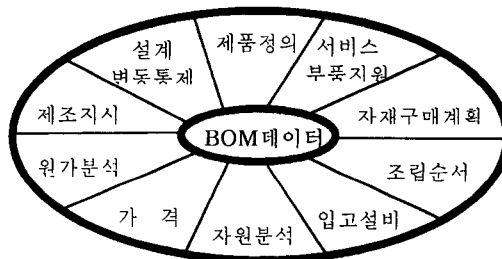 설계
변동통제
제품정의
서비스
부품지원
제조지시
자재구매계획
BOM데이터
원가분석
조립순서
가 격
자원분석
입고설비